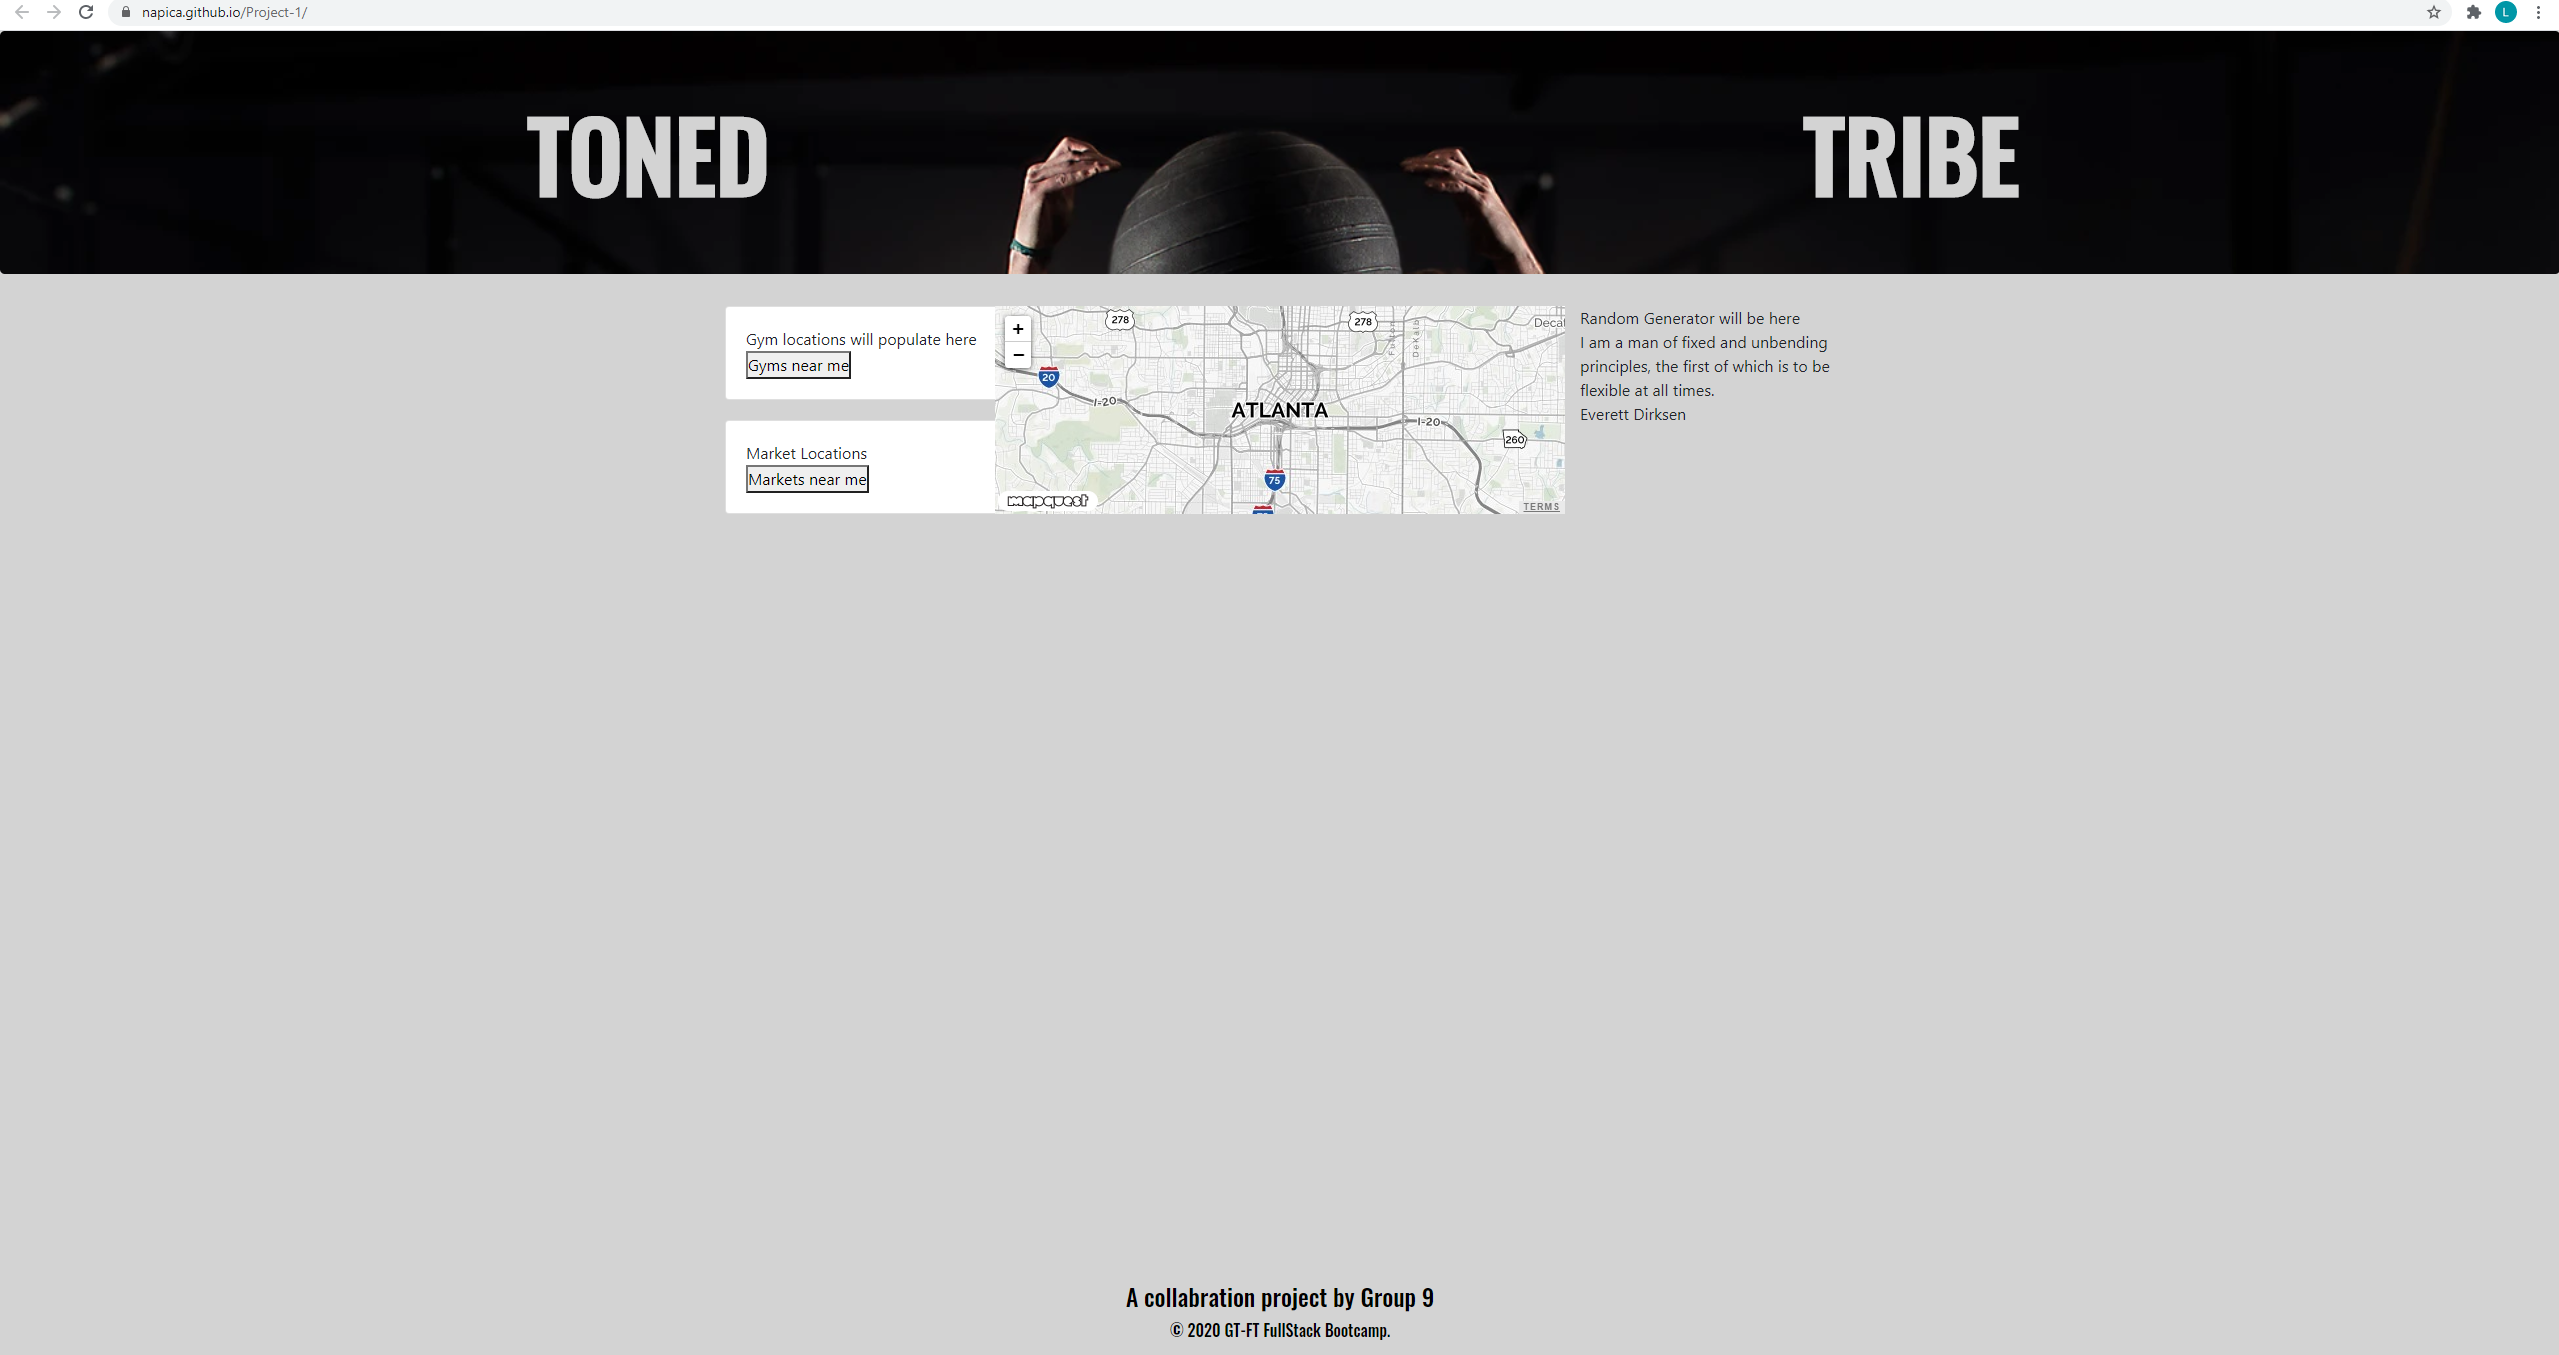 napica.github.io/Project-1/
L
TONED
TRIBE
Gym locations will populate here
Gyms near me
Market Locations
Markets near me
+
−
278
278
Decat
Fulton
DeKalb
20
I-20
ATLANTA
I-20
260
75
mapquest
TERMS
Random Generator will be here
I am a man of fixed and unbending
principles, the first of which is to be
flexible at all times.
Everett Dirksen
A collabration project by Group 9
© 2020 GT-FT FullStack Bootcamp.